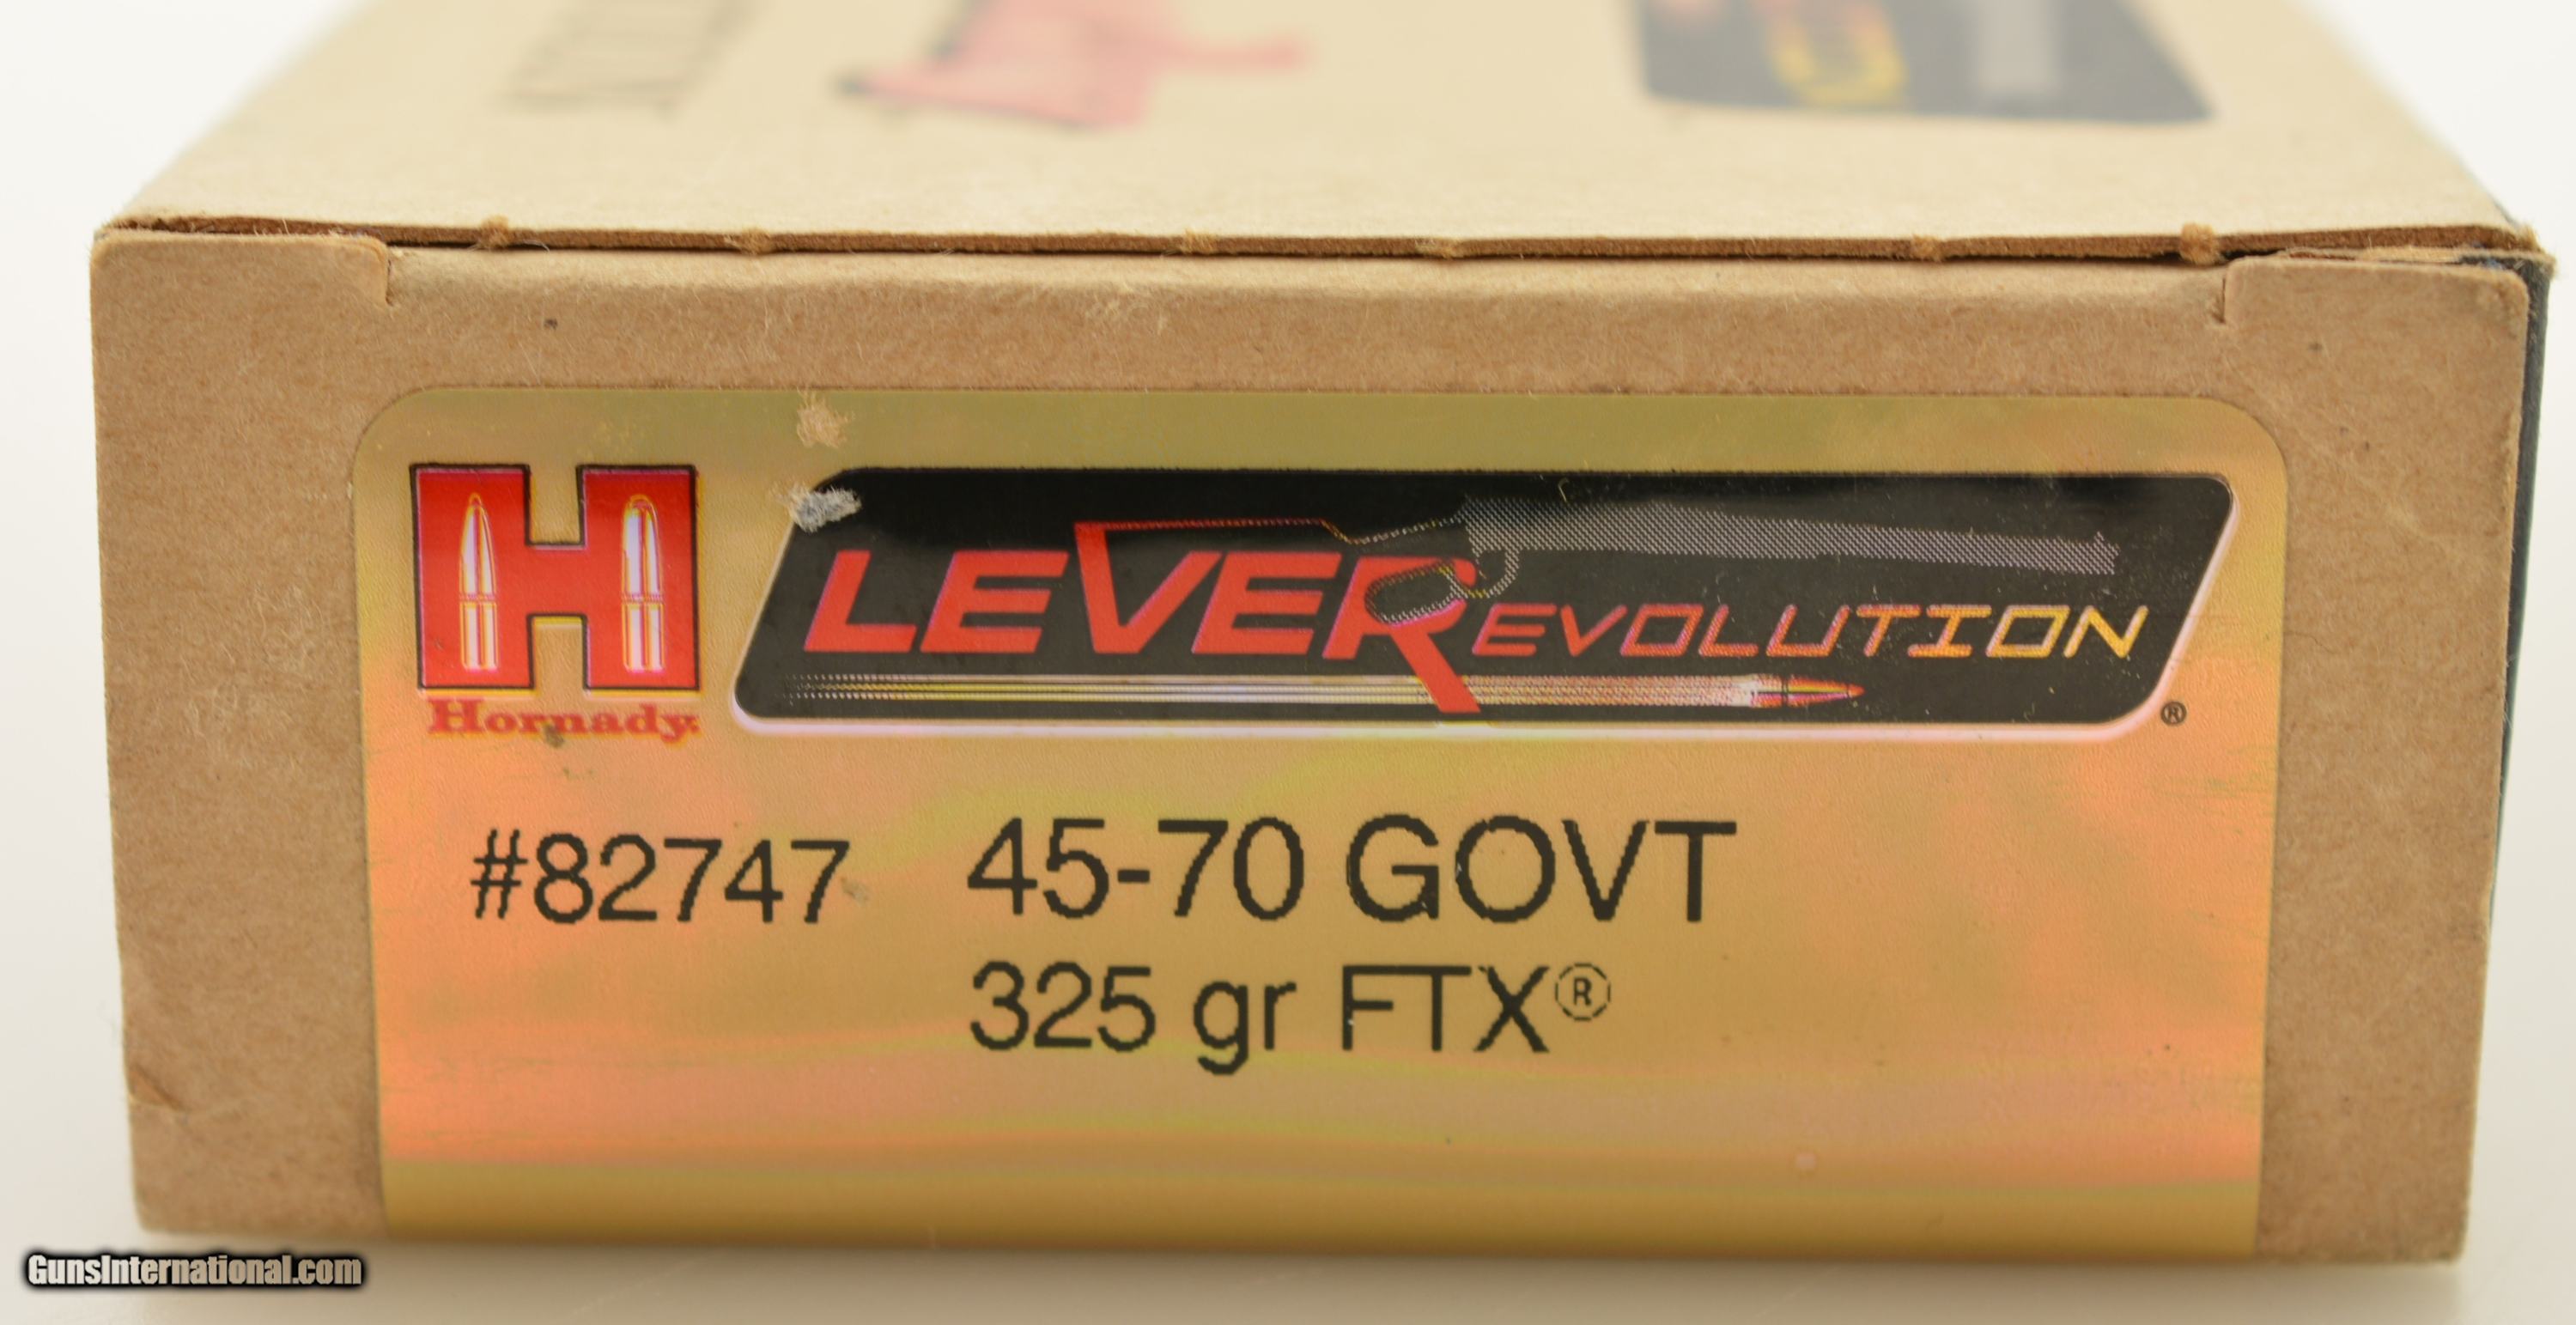 Hornady
LEVEREVOLUTION®
#82747 45-70 GOVT
325 gr FTX®
GunsInternational.com